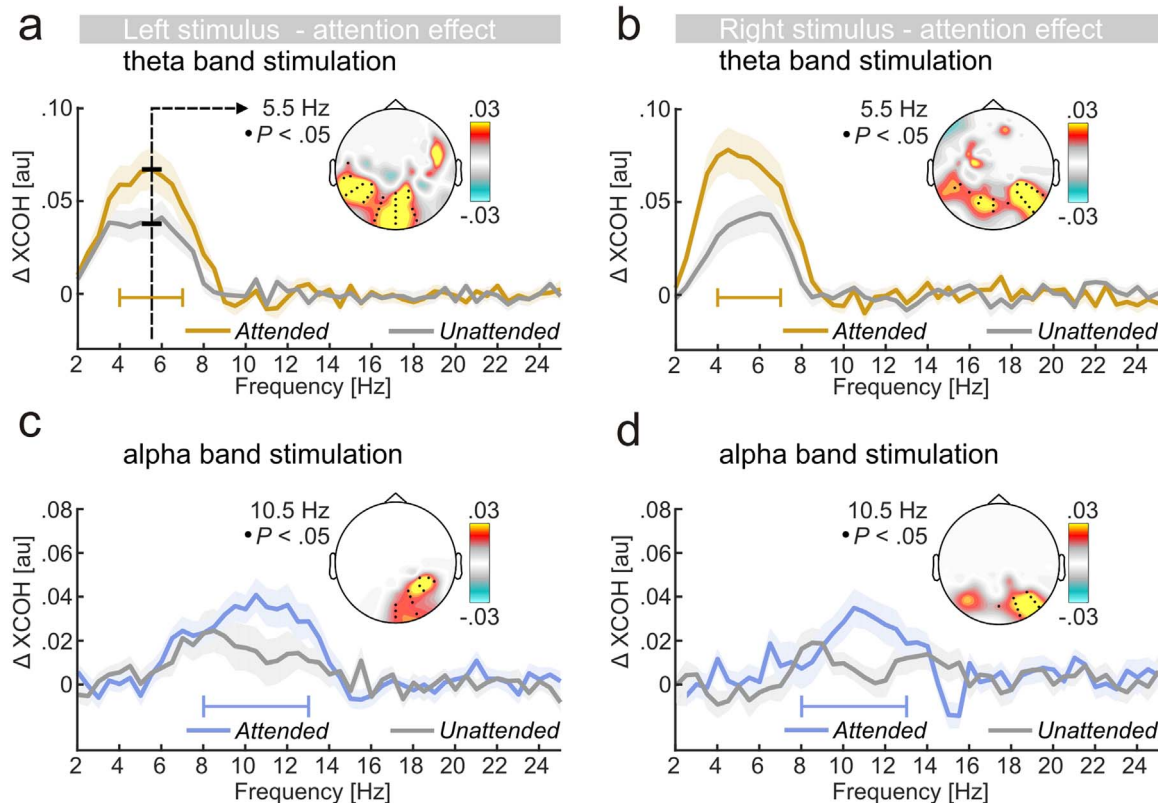 a
Left stimulus - attention effect
theta band stimulation
.10
.05
0
Δ XCOH [au]
5.5 Hz
• P < .05
.03
-.03
Attended
Unattended
2 4 6 8 10 12 14 16 18 20 22 24
Frequency [Hz]
b
Right stimulus - attention effect
theta band stimulation
.10
.05
0
Δ XCOH [au]
5.5 Hz
• P < .05
.03
-.03
Attended
Unattended
2 4 6 8 10 12 14 16 18 20 22 24
Frequency [Hz]
c
alpha band stimulation
.08
.06
.04
.02
0
Δ XCOH [au]
10.5 Hz
• P < .05
.03
-.03
Attended
Unattended
2 4 6 8 10 12 14 16 18 20 22 24
Frequency [Hz]
d
alpha band stimulation
.08
.06
.04
.02
0
Δ XCOH [au]
10.5 Hz
• P < .05
.03
-.03
Attended
Unattended
2 4 6 8 10 12 14 16 18 20 22 24
Frequency [Hz]